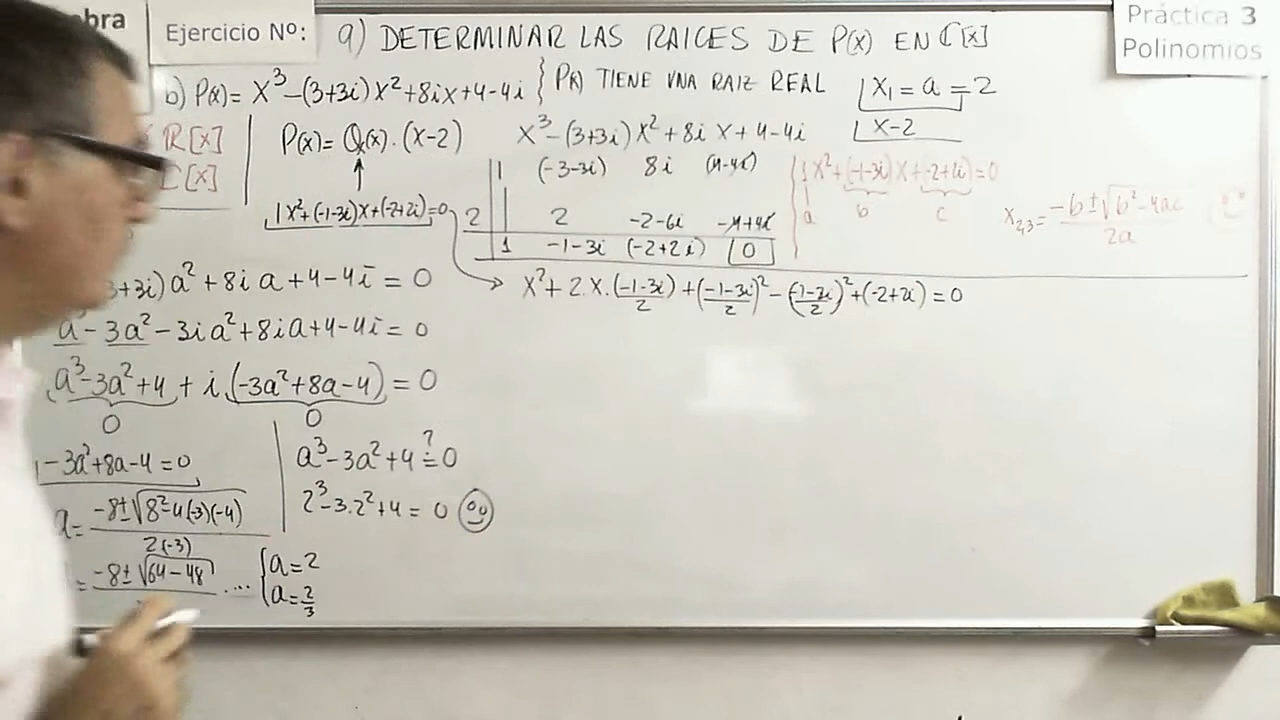 bra
Ejercicio Nº:
Práctica 3
Polinomios
a) DETERMINAR LAS RAICES DE P(x) EN ℂ[x]
b) P(x) = x³-(3+3i)x²+8ix+4-4i } P(x) TIENE UNA RAIZ REAL x₁ = a = 2
ℝ[x]
ℂ[x]
P(x) = Q(x).(x-2)
1x²+(-1-3i)x+(-2+2i)=0
x³-(3+3i)x²+8ix+4-4i
x-2
1 (-3-3i) 8i (4-4i)
2 2 -2-6i -4+4i
1 -1-3i (-2+2i) 0
1x²+(-1-3i)x+(-2+2i)=0
a b c
x₂,₃ = (-b±√(b²-4ac))/2a
x²+2.x.(-1-3i)/2+((-1-3i)/2)²-((-1-3i)/2)²+(-2+2i)=0
3+3i)a²+8ia+4-4i=0
a³-3a²-3ia²+8ia+4-4i=0
(a³-3a²+4+i.(-3a²+8a-4)=0
0 0
-3a²+8a-4=0
a=(-8±√(8²-4(-3)(-4)))/2(-3)
=-8±√(64-48) .... { a=2
a=2/3
a³-3a²+4≟0
2³-3.2²+4=0